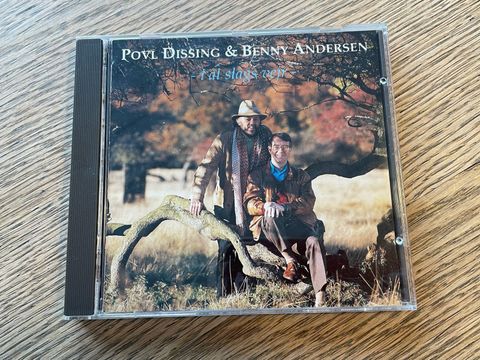 POVL DISSING & BENNY ANDERSEN
- I al slags vejr -